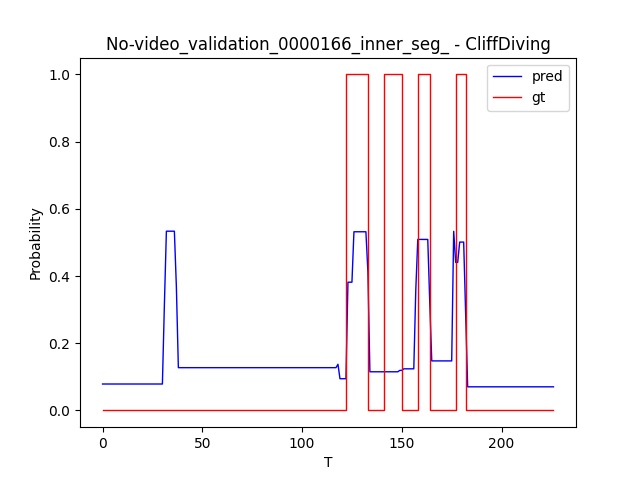 No-video_validation_0000166_inner_seg_ - CliffDiving
pred
gt
Probability
1.0
0.8
0.6
0.4
0.2
0.0
0
50
100
150
200
T